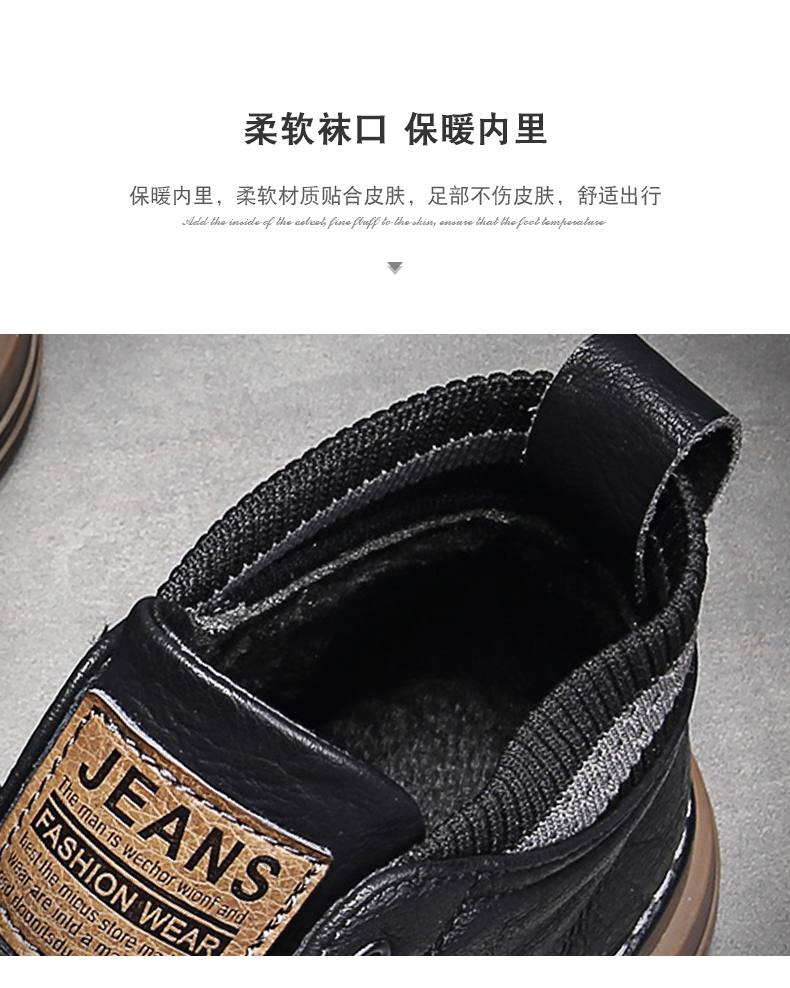 柔软袜口 保暖内里
保暖内里，柔软材质贴合皮肤，足部不伤皮肤，舒适出行
Add the inside of the velvet, fine fluff to the skin, ensure that the foot temperature
JEANS
The man.is wechor wionf and
FASHION WEAR
best the micus store
wear are inid a